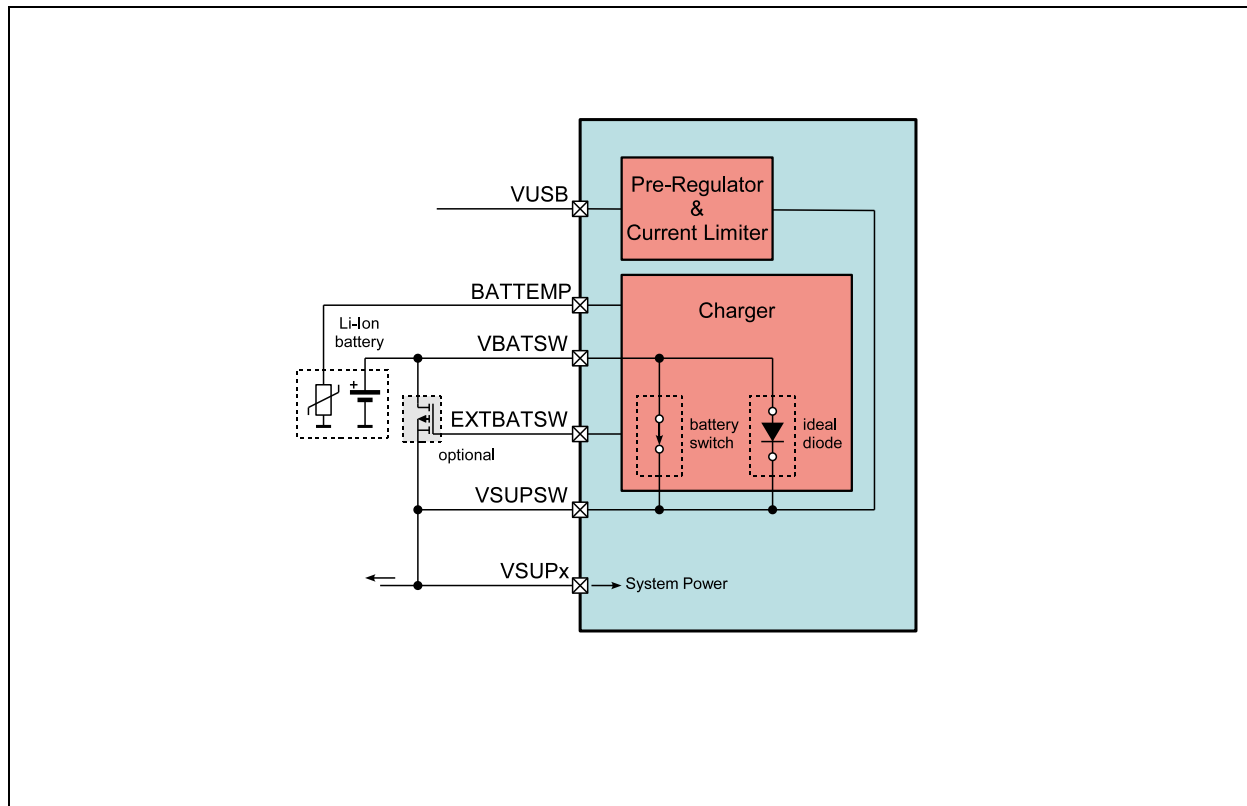 Pre-Regulator
&
Current Limiter
VUSB
BATTEMP
Charger
Li-Ion
battery
VBATSW
+
EXTBATSW
battery
switch
ideal
diode
optional
VSUPSW
VSUPx
System Power